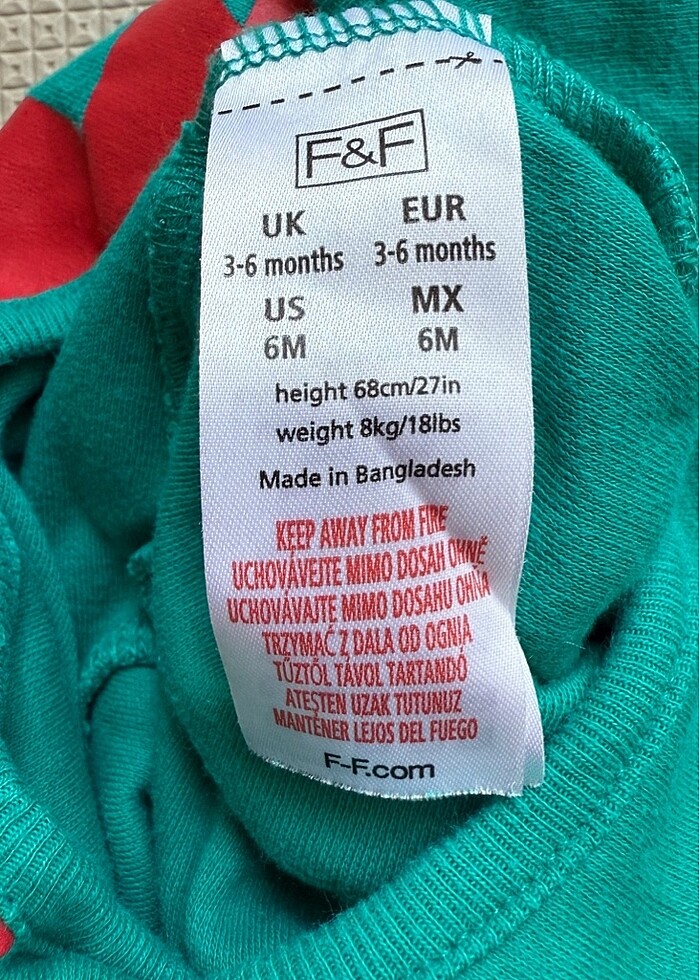 F&F
UK EUR
3-6 months 3-6 months
US MX
6M 6M
height 68cm/27in
weight 8kg/18lbs
Made in Bangladesh
KEEP AWAY FROM FIRE
UCHOVÁVEJTE MIMO DOSAH OHNĚ
UCHOVÁVAJTE MIMO DOSAHU OHŇA
TRZYMAĆ Z DALA OD OGNIA
TŰZTŐL TÁVOL TARTANDÓ
ATEŞTEN UZAK TUTUNUZ
MANTENER LEJOS DEL FUEGO
F-F.com